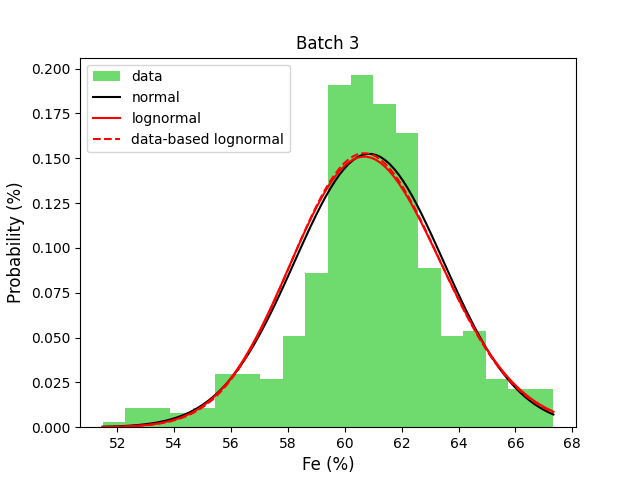 Batch 3
data
normal
lognormal
data-based lognormal
Probability (%)
0.200
0.175
0.150
0.125
0.100
0.075
0.050
0.025
0.000
52 54 56 58 60 62 64 66 68
Fe (%)